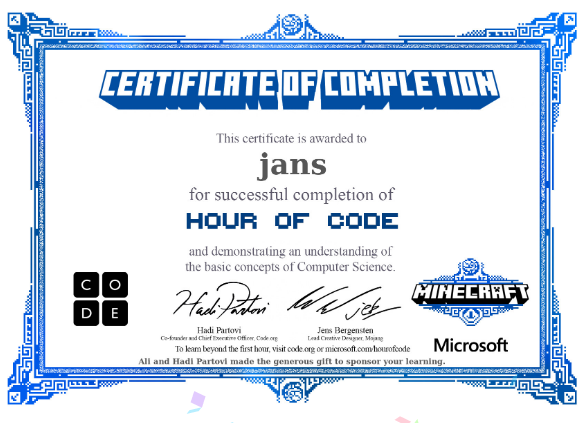 CERTIFICATE OF COMPLETION
This certificate is awarded to
jans
for successful completion of
HOUR OF CODE
and demonstrating an understanding of
the basic concepts of Computer Science.
C O
D E
Hadi Partovi
Hadi Partovi
Co-founder and Chief Executive Officer, Code.org
Jens Bergensten
Lead Creative Designer, Mojang
MINECRAFT
Microsoft
To learn beyond the first hour, visit code.org or microsoft.com/hourofcode
Ali and Hadi Partovi made the generous gift to sponsor your learning.